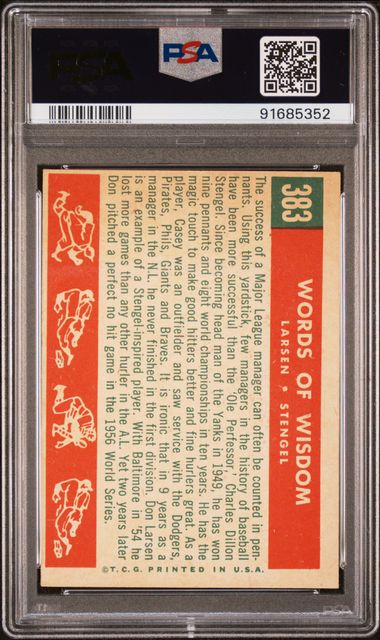 PSA
PSA
91685352
383
WORDS OF WISDOM
LARSEN • STENGEL
The success of a Major League manager can often be counted in pen-
nants. Using this yardstick, few managers in the history of baseball
have been more successful than the "Ole Perfessor," Charles Dillon
Stengel. Since becoming head man of the Yanks in 1949, he has won
nine pennants and eight world championships in ten years. He has the
magic touch to make good hitters better and fine hurlers great. As a
player, Casey was an outfielder and saw service with the Dodgers,
Pirates, Phils, Giants and Braves. It is ironic that in 9 years as a
manager in the N.L. he never finished in the first division. Don Larsen
is an example of a Stengel-inspired player. With Baltimore in '54 he
lost more games than any other hurler in the A.L. Yet two years later
Don pitched a perfect no hit game in the 1956 World Series.
©T.C.G. PRINTED IN U.S.A.